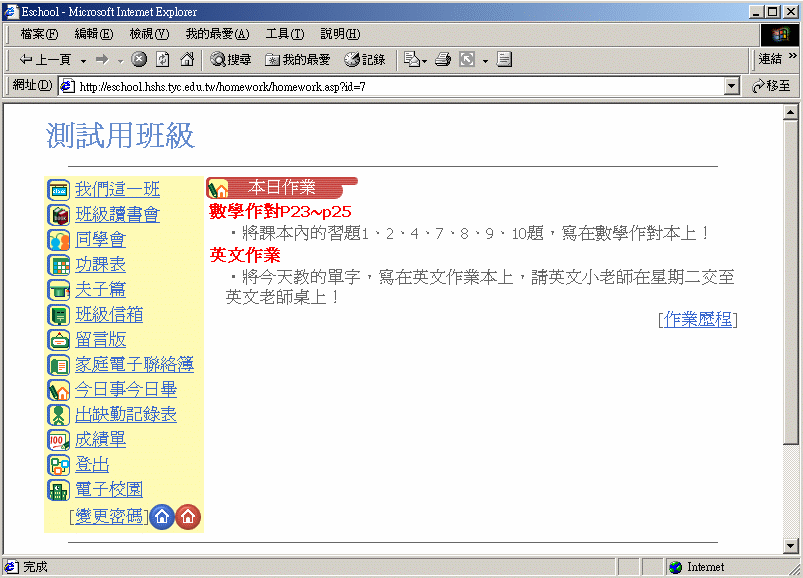 Eschool - Microsoft Internet Explorer
檔案(F) 編輯(E) 檢視(V) 我的最愛(A) 工具(T) 說明(H)
上一頁 搜尋 我的最愛 記錄 連結 »
網址(D) http://eschool.hshs.tyc.edu.tw/homework/homework.asp?id=7 移至
測試用班級
我們這一班
班級讀書會
同學會
功課表
夫子篇
班級信箱
留言版
家庭電子聯絡簿
今日事今日畢
出缺勤記錄表
100 成績單
登出
電子校園
[變更密碼]
本日作業
數學作對P23~p25
・將課本內的習題1、2、4、7、8、9、10題，寫在數學作對本上！
英文作業
・將今天教的單字，寫在英文作業本上，請英文小老師在星期二交至
英文老師桌上！
[作業歷程]
完成 Internet